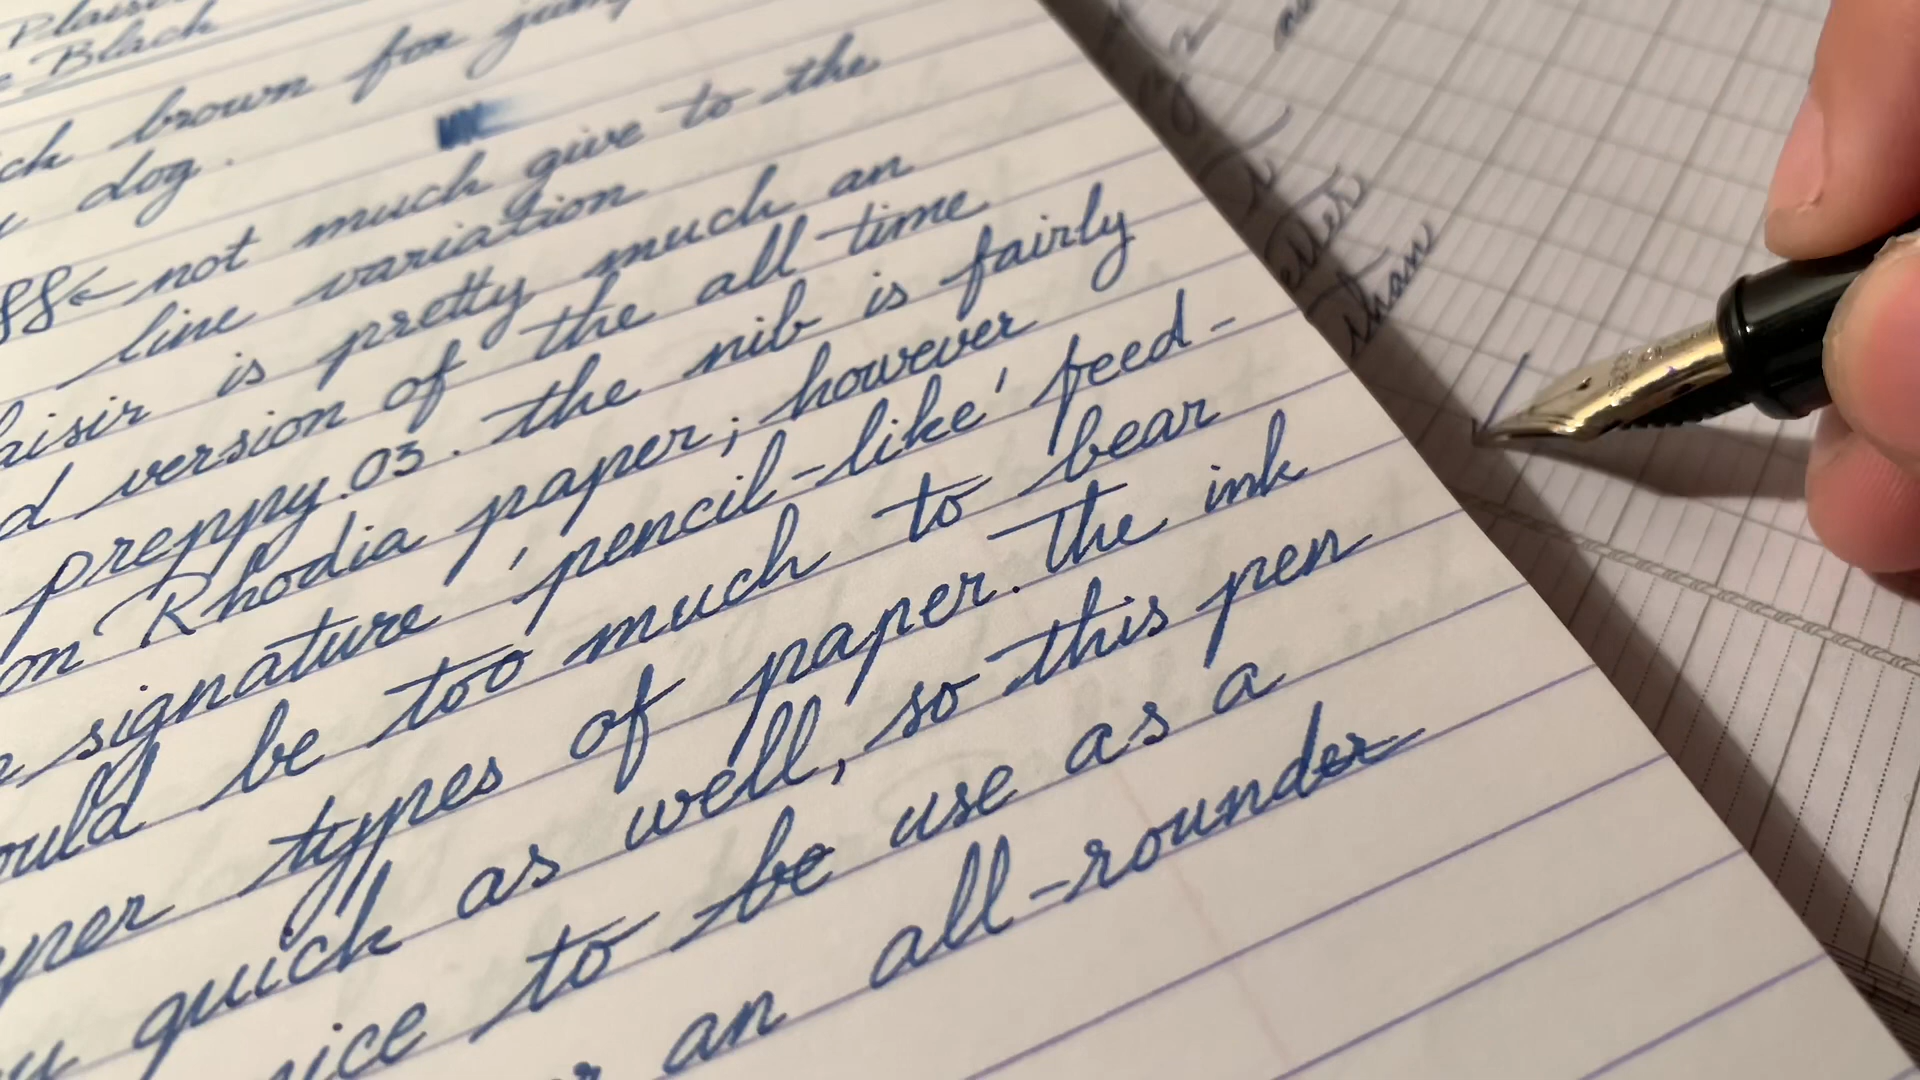 Plaisir
Black
brown fox jump
dog.
← not much give to the
line variation
is pretty much an
version of the all time
preppy 03. the nib is fairly
on Rhodia paper; however
signature 'pencil-like' feed-
be too much to bear
types of paper. The ink
quick as well, so this pen
to be use as a
an all-rounder
than